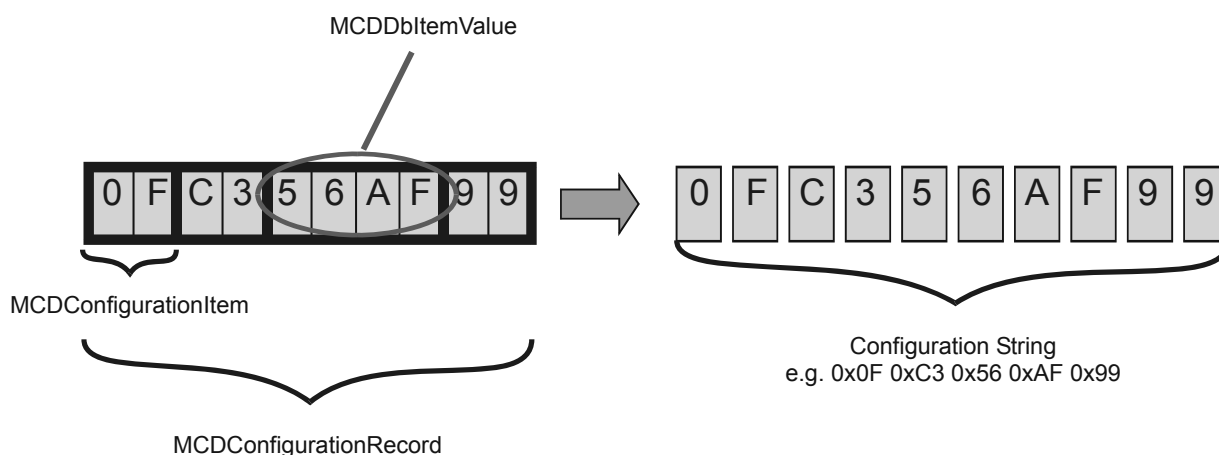 MCDDbItemValue
0 F C 3 5 6 A F 9 9
0 F C 3 5 6 A F 9 9
MCDConfigurationItem
Configuration String
e.g. 0x0F 0xC3 0x56 0xAF 0x99
MCDConfigurationRecord